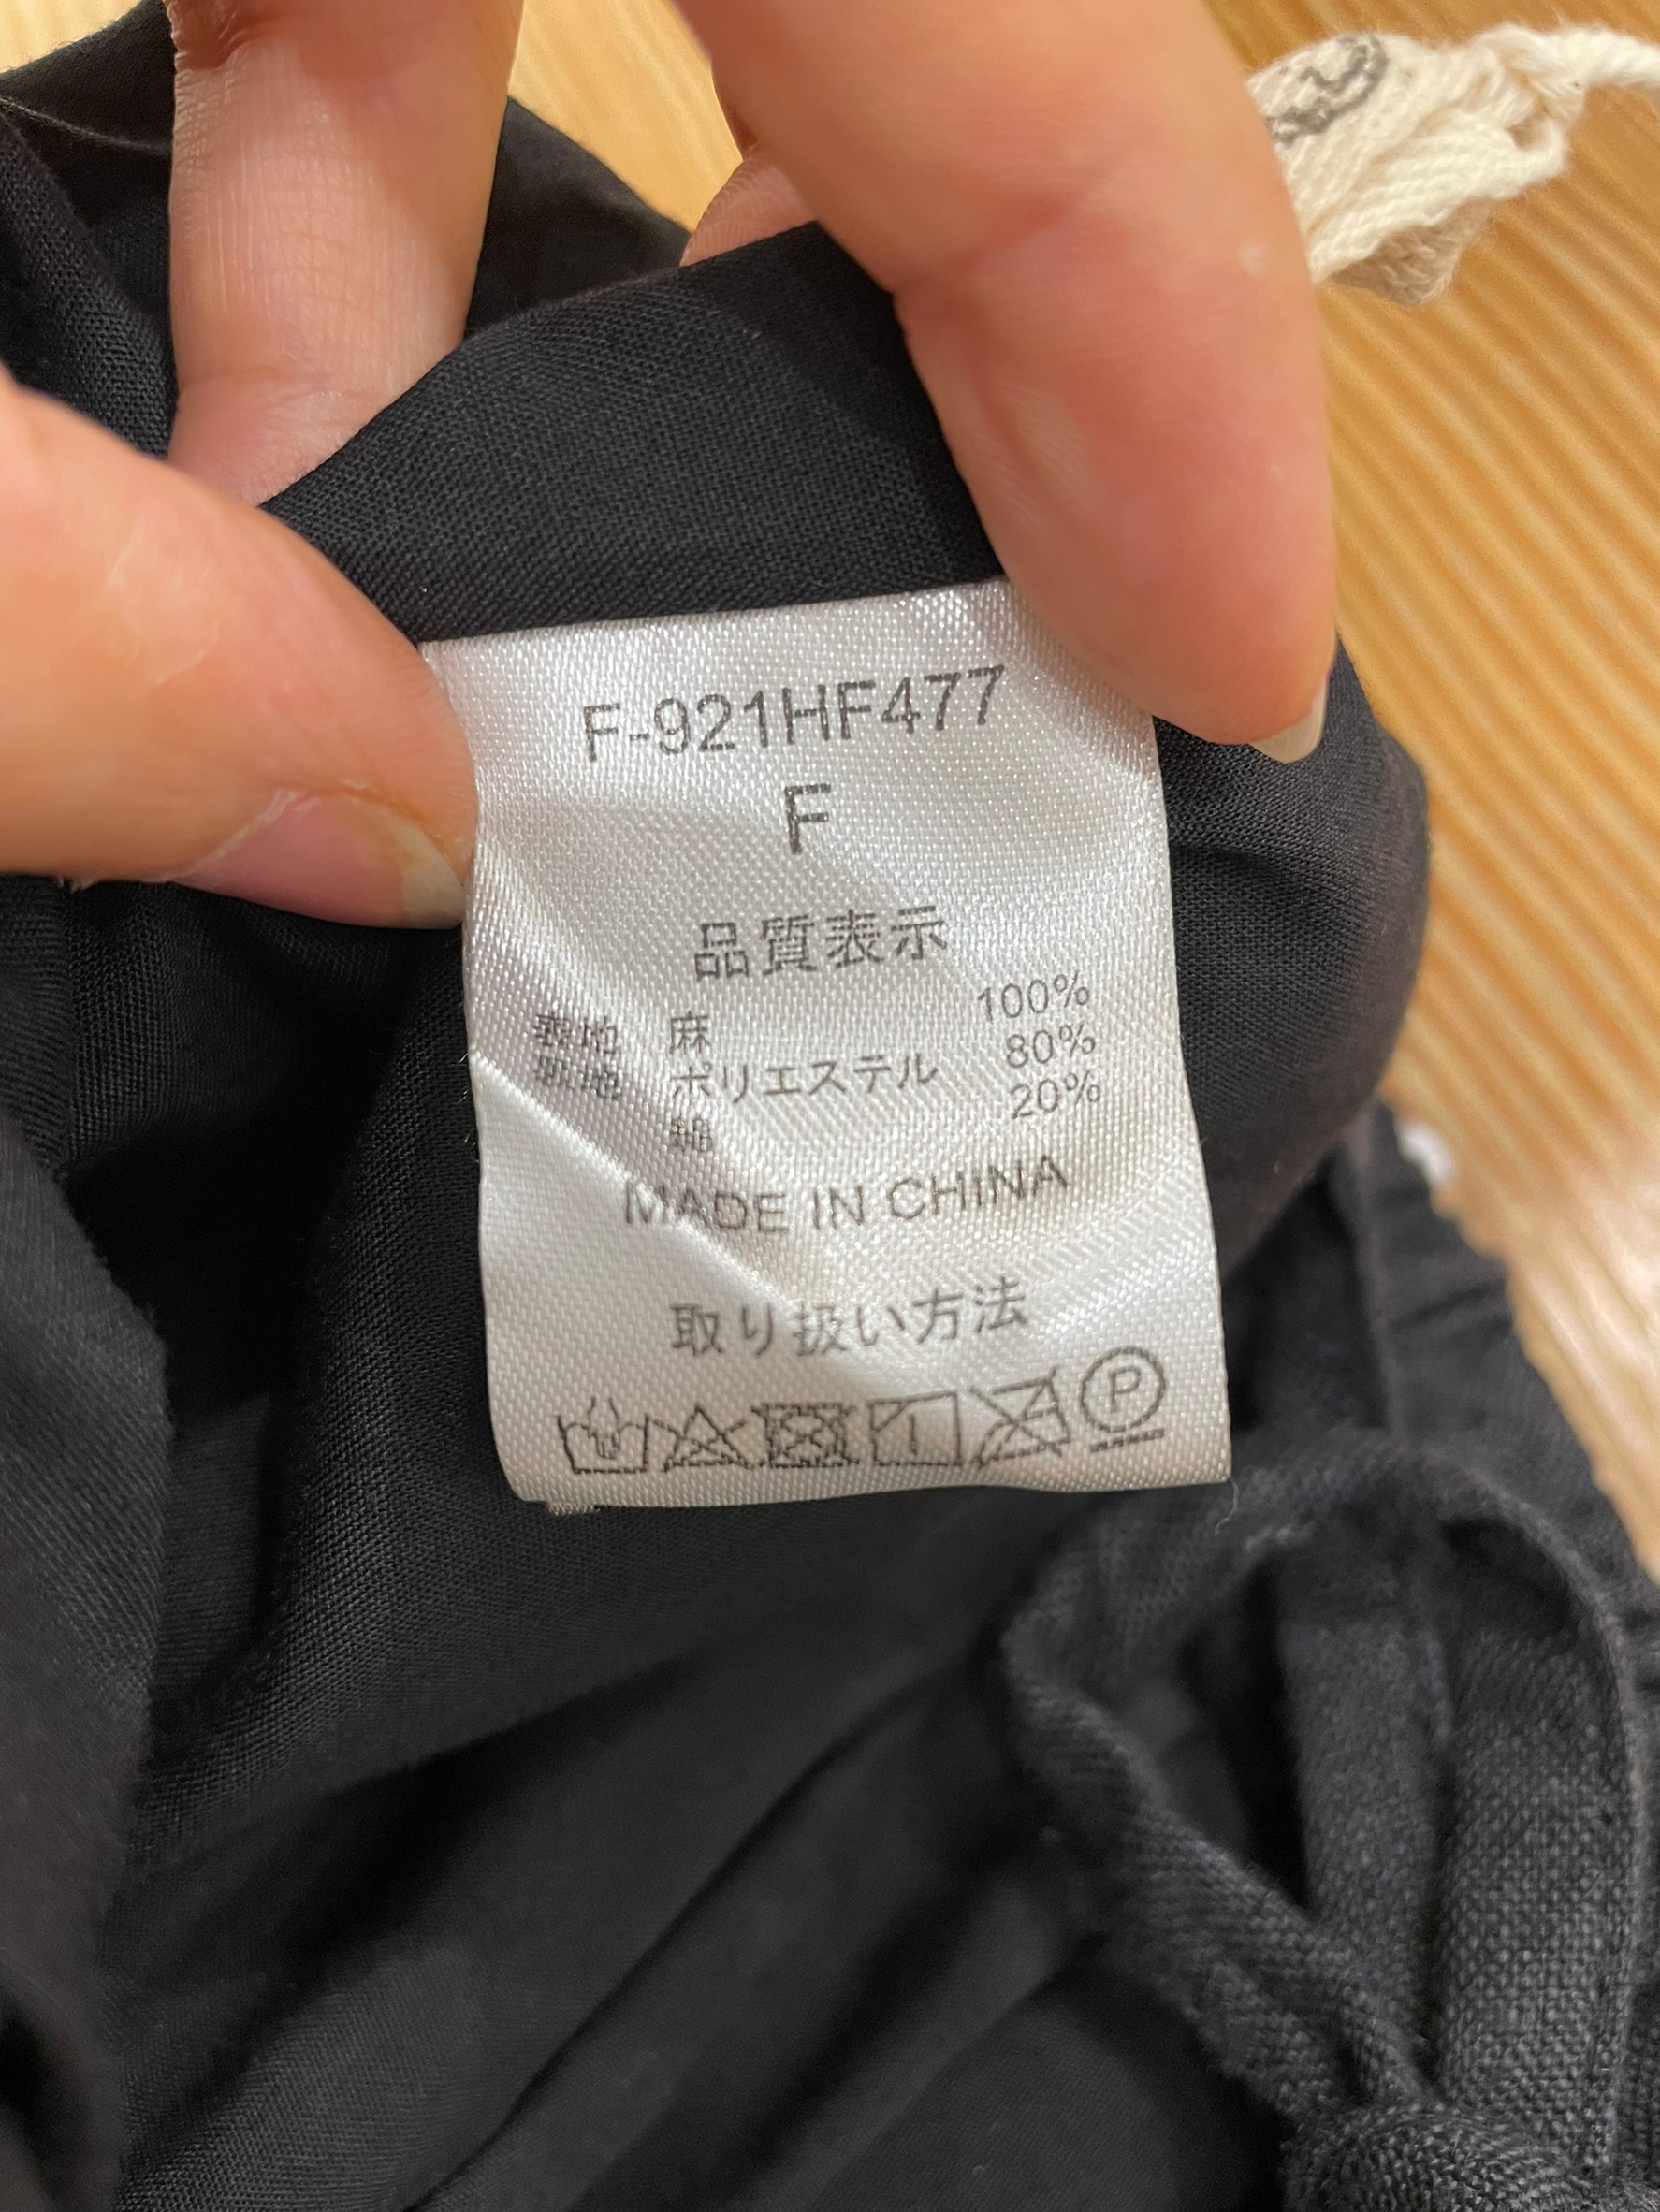 F-921HF477
F
品質表示
表地 麻 100%
別地 ポリエステル 80%
綿 20%
MADE IN CHINA
取り扱い方法
P